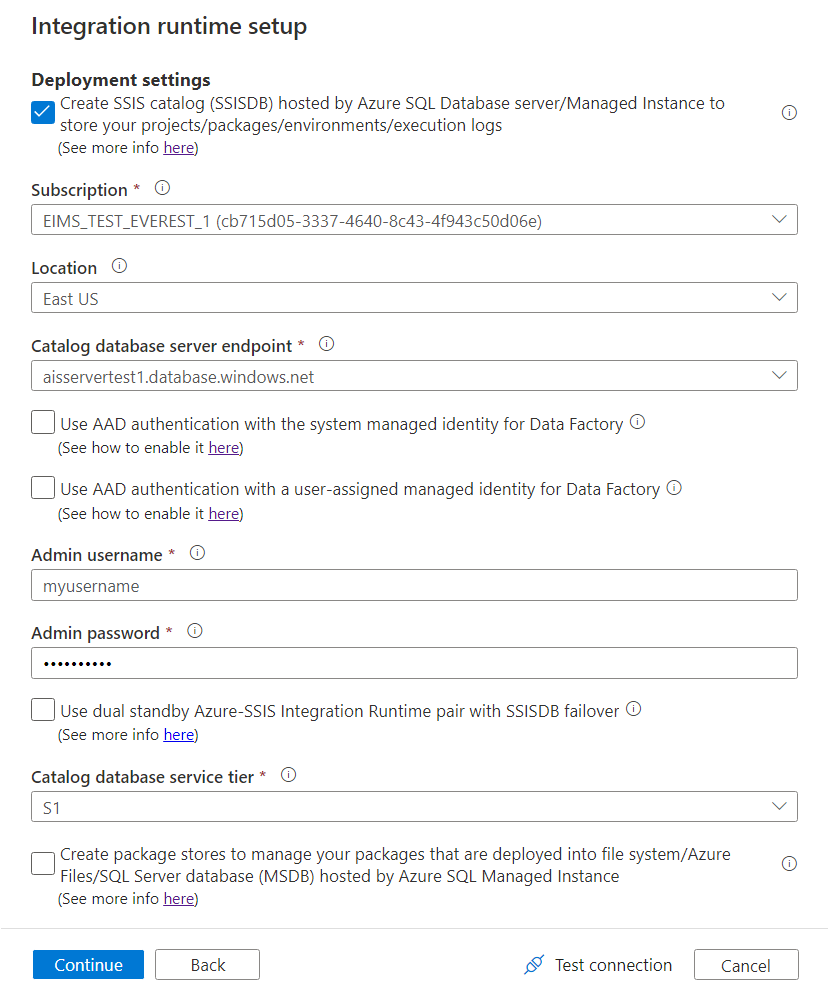 Integration runtime setup
Deployment settings
Create SSIS catalog (SSISDB) hosted by Azure SQL Database server/Managed Instance to
store your projects/packages/environments/execution logs
(See more info here)
Subscription *
EIMS_TEST_EVEREST_1 (cb715d05-3337-4640-8c43-4f943c50d06e)
Location
East US
Catalog database server endpoint *
aisservertest1.database.windows.net
Use AAD authentication with the system managed identity for Data Factory
(See how to enable it here)
Use AAD authentication with a user-assigned managed identity for Data Factory
(See how to enable it here)
Admin username *
myusername
Admin password *
••••••••••
Use dual standby Azure-SSIS Integration Runtime pair with SSISDB failover
(See more info here)
Catalog database service tier *
S1
Create package stores to manage your packages that are deployed into file system/Azure
Files/SQL Server database (MSDB) hosted by Azure SQL Managed Instance
(See more info here)
Continue Back Test connection Cancel